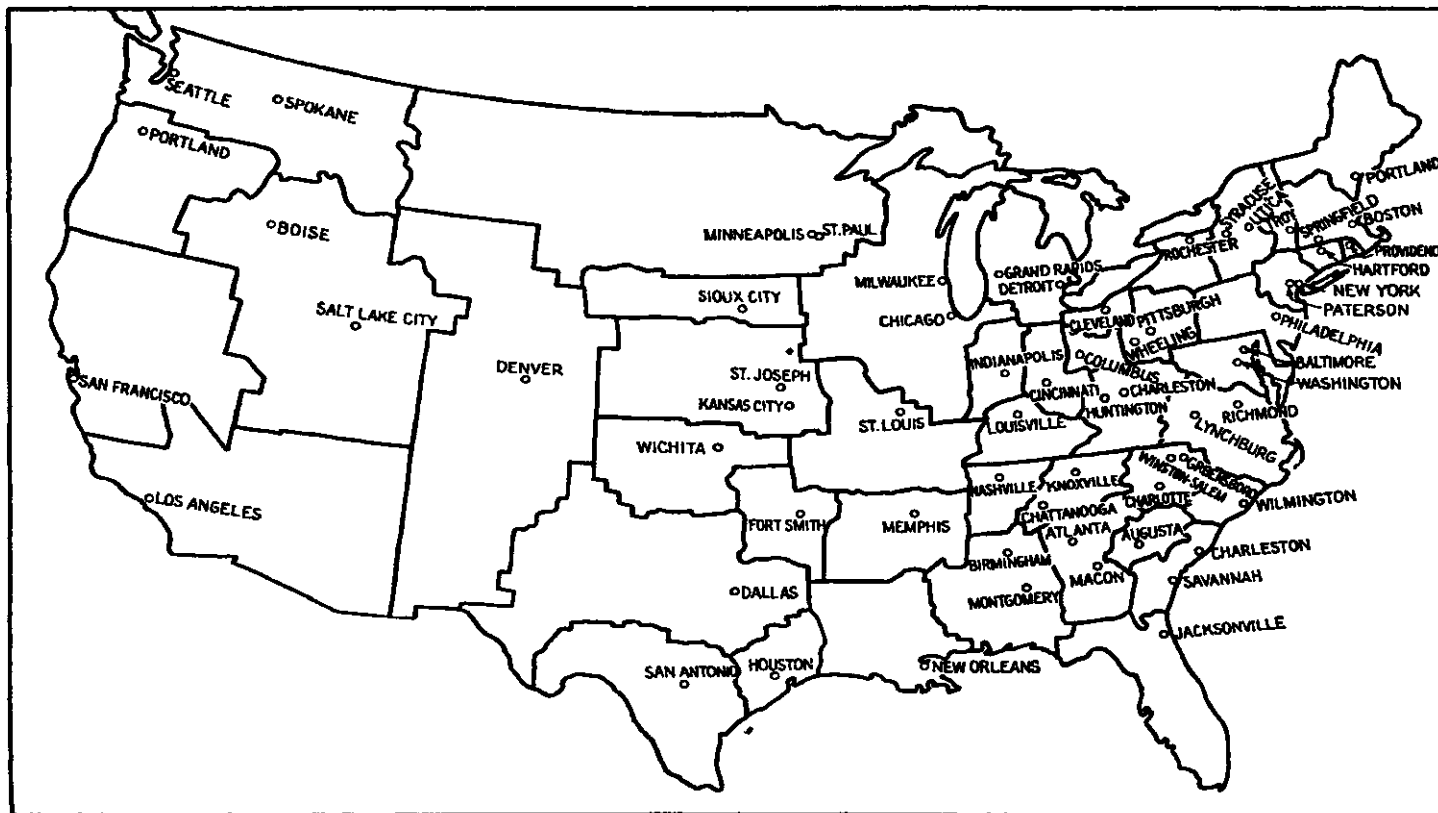 SEATTLE
SPOKANE
PORTLAND
BOISE
SALT LAKE CITY
SAN FRANCISCO
LOS ANGELES
DENVER
MINNEAPOLIS
ST. PAUL
SIOUX CITY
ST. JOSEPH
KANSAS CITY
WICHITA
FORT SMITH
DALLAS
SAN ANTONIO
HOUSTON
MILWAUKEE
CHICAGO
GRAND RAPIDS
DETROIT
ST. LOUIS
MEMPHIS
NEW ORLEANS
INDIANAPOLIS
CINCINNATI
LOUISVILLE
NASHVILLE
KNOXVILLE
CHATTANOOGA
ATLANTA
BIRMINGHAM
MACON
MONTGOMERY
CLEVELAND
PITTSBURGH
WHEELING
COLUMBUS
CHARLESTON
HUNTINGTON
RICHMOND
LYNCHBURG
GREENSBORO
WINSTON-SALEM
CHARLOTTE
WILMINGTON
AUGUSTA
CHARLESTON
SAVANNAH
JACKSONVILLE
ROCHESTER
SYRACUSE
UTICA
TROY
SPRINGFIELD
PORTLAND
BOSTON
PROVIDENC
HARTFORD
NEW YORK
PATERSON
PHILADELPHIA
BALTIMORE
WASHINGTON